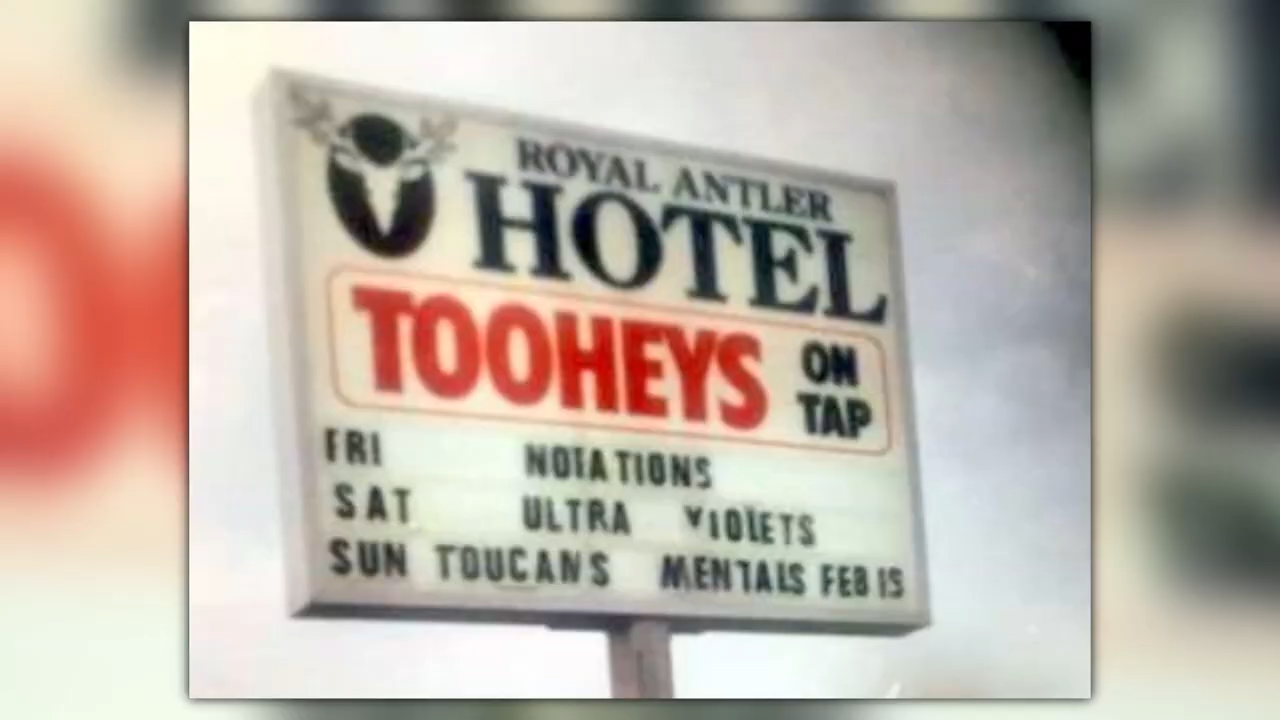 ROYAL ANTLER
HOTEL
TOOHEYS ON TAP
FRI NOTATIONS
SAT ULTRA VIOLETS
SUN TOUCANS MENTALS FEB 15